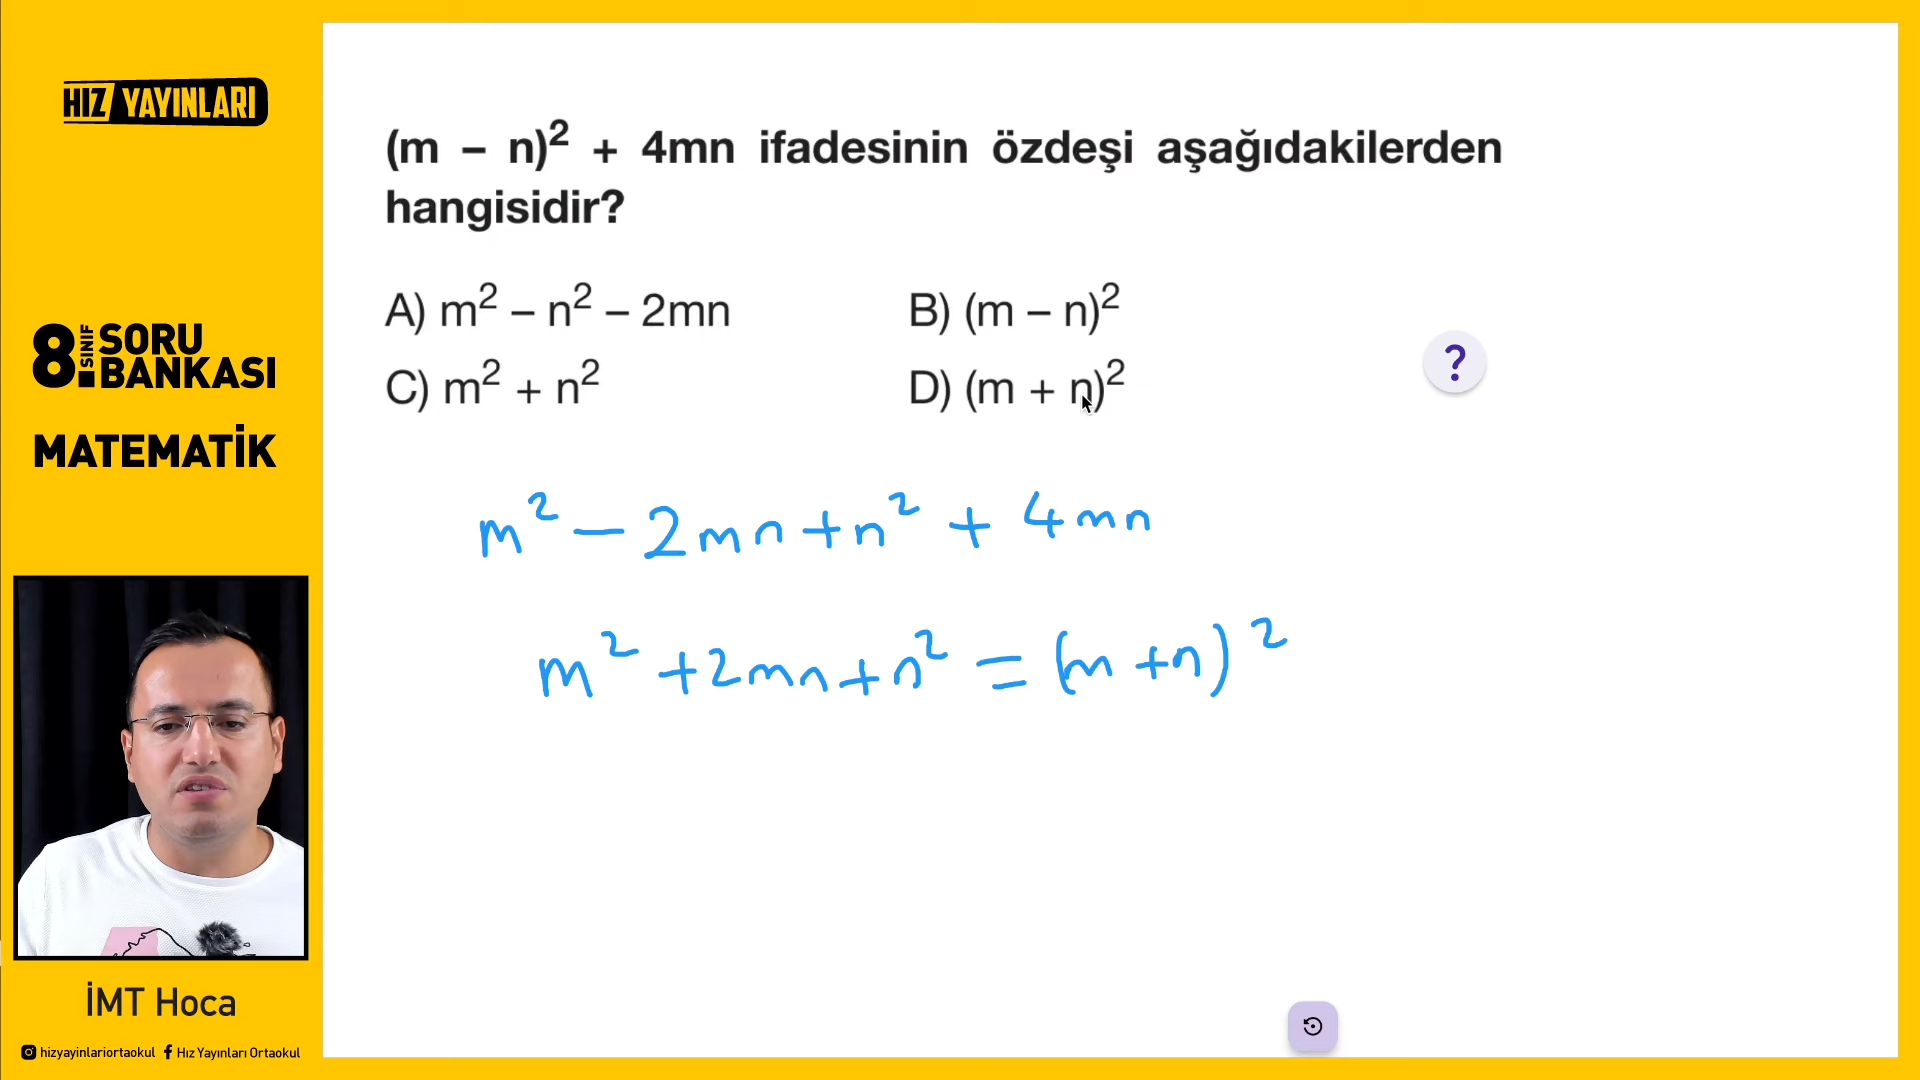 HIZ YAYINLARI
8. SINIF SORU BANKASI
MATEMATİK
(m – n)² + 4mn ifadesinin özdeşi aşağıdakilerden
hangisidir?
A) m² – n² – 2mn
B) (m – n)²
C) m² + n²
D) (m + n)²
?
m² – 2mn + n² + 4mn
m² + 2mn + n² = (m + n)²
İMT Hoca
hizyayinlariortaokul Hız Yayınları Ortaokul